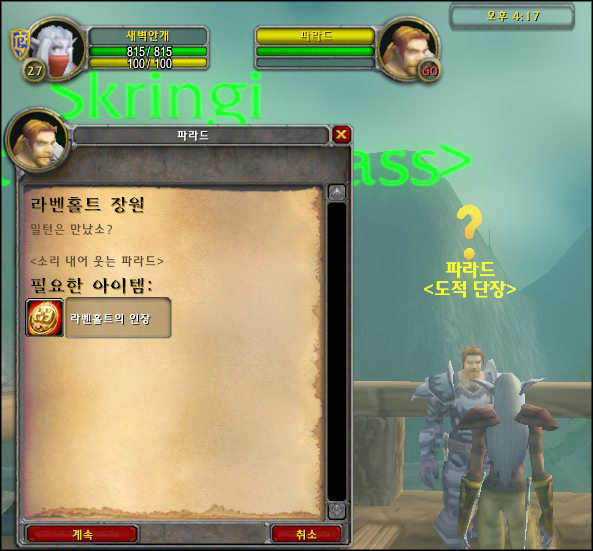 오후 4:17
새벽안개
815/ 815
100/ 100
27
파라드
60
Skringi
ass>
파라드
라벤홀트 장원
밀턴은 만났소?
<소리 내어 웃는 파라드>
필요한 아이템:
라벤홀트의 인장
?
파라드
<도적 단장>
계속
취소